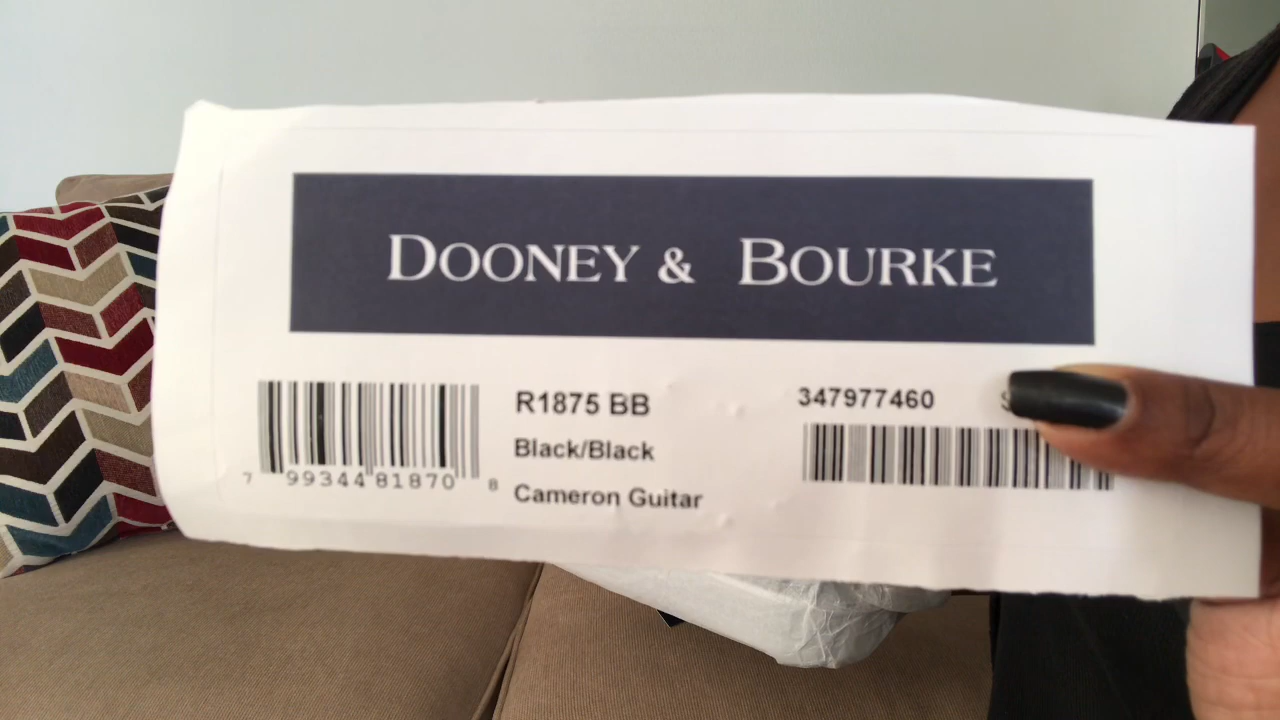 DOONEY & BOURKE
R1875 BB
Black/Black
Cameron Guitar
7 99344 81870 8
347977460 $